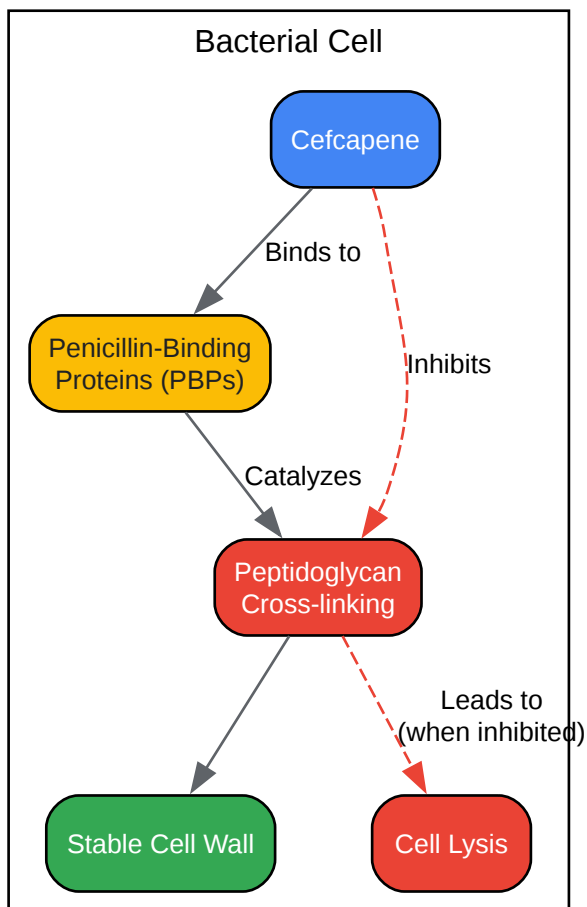 Bacterial Cell
Cefcapene
Binds to
Penicillin-Binding
Proteins (PBPs)
Inhibits
Catalyzes
Peptidoglycan
Cross-linking
Leads to
(when inhibited)
Stable Cell Wall
Cell Lysis